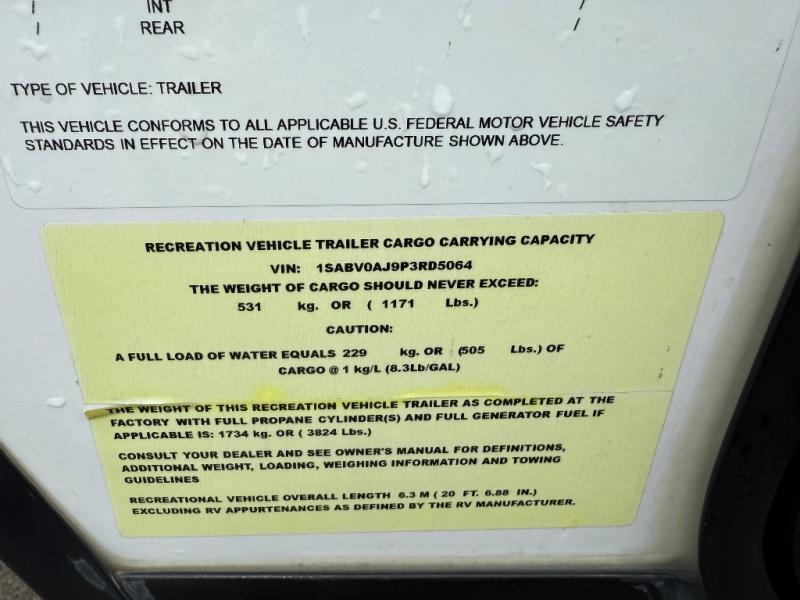 INT
REAR
TYPE OF VEHICLE: TRAILER
THIS VEHICLE CONFORMS TO ALL APPLICABLE U.S. FEDERAL MOTOR VEHICLE SAFETY
STANDARDS IN EFFECT ON THE DATE OF MANUFACTURE SHOWN ABOVE.
RECREATION VEHICLE TRAILER CARGO CARRYING CAPACITY
VIN: 1SABV0AJ9P3RD5064
THE WEIGHT OF CARGO SHOULD NEVER EXCEED:
531 kg. OR ( 1171 Lbs.)
CAUTION:
A FULL LOAD OF WATER EQUALS 229 kg. OR (505 Lbs.) OF
CARGO @ 1 kg/L (8.3Lb/GAL)
THE WEIGHT OF THIS RECREATION VEHICLE TRAILER AS COMPLETED AT THE
FACTORY WITH FULL PROPANE CYLINDER(S) AND FULL GENERATOR FUEL IF
APPLICABLE IS: 1734 kg. OR ( 3824 Lbs.)
CONSULT YOUR DEALER AND SEE OWNER'S MANUAL FOR DEFINITIONS,
ADDITIONAL WEIGHT, LOADING, WEIGHING INFORMATION AND TOWING
GUIDELINES
RECREATIONAL VEHICLE OVERALL LENGTH 6.3 M ( 20 FT. 6.88 IN.)
EXCLUDING RV APPURTENANCES AS DEFINED BY THE RV MANUFACTURER.